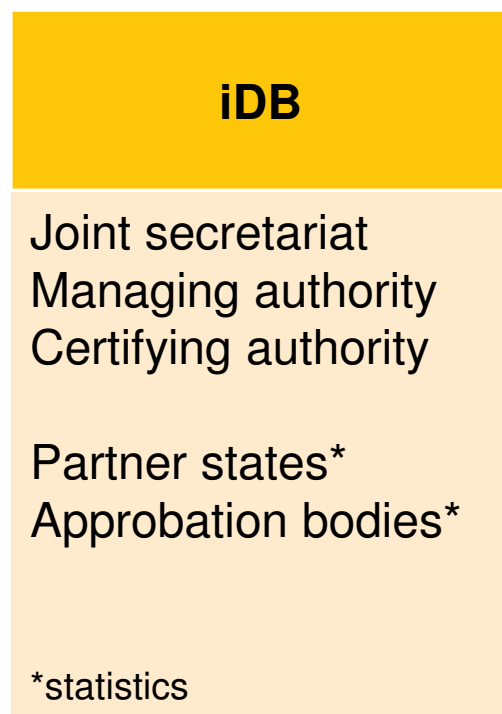 iDB
Joint secretariat
Managing authority
Certifying authority
Partner states*
Approbation bodies*
*statistics